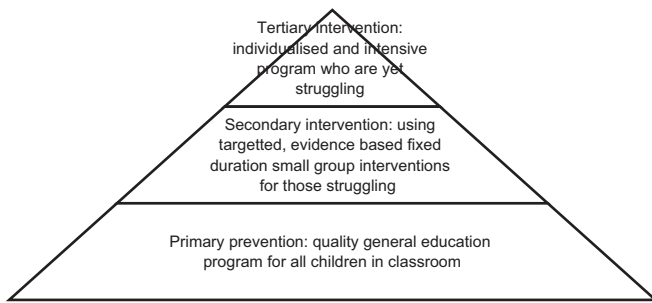 Tertiary intervention:
individualised and intensive
program who are yet
struggling
Secondary intervention: using
targetted, evidence based fixed
duration small group interventions
for those struggling
Primary prevention: quality general education
program for all children in classroom